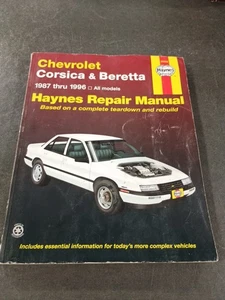 Chevrolet
Corsica & Beretta
1987 thru 1996 □ All models
Haynes
Haynes Repair Manual
Based on a complete teardown and rebuild
Includes essential information for today's more complex vehicles